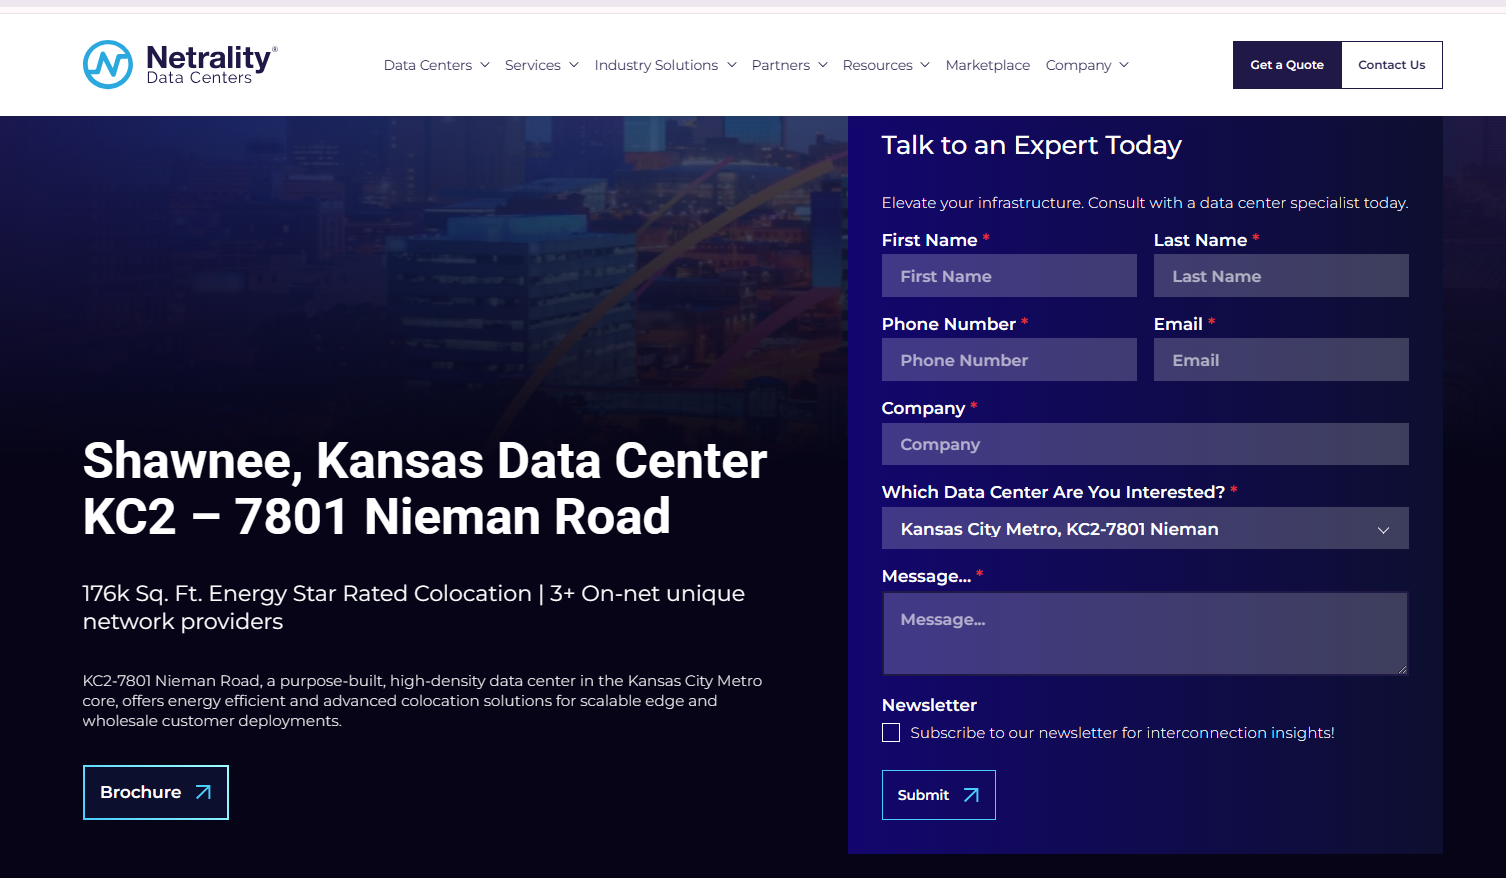 Netrality®
Data Centers
Data Centers
Services
Industry Solutions
Partners
Resources
Marketplace
Company
Get a Quote
Contact Us
Shawnee, Kansas Data Center
KC2 – 7801 Nieman Road
176k Sq. Ft. Energy Star Rated Colocation | 3+ On-net unique
network providers
KC2-7801 Nieman Road, a purpose-built, high-density data center in the Kansas City Metro
core, offers energy efficient and advanced colocation solutions for scalable edge and
wholesale customer deployments.
Brochure
Talk to an Expert Today
Elevate your infrastructure. Consult with a data center specialist today.
First Name *
Last Name *
First Name
Last Name
Phone Number *
Email *
Phone Number
Email
Company *
Company
Which Data Center Are You Interested? *
Kansas City Metro, KC2-7801 Nieman
Message... *
Message...
Newsletter
Subscribe to our newsletter for interconnection insights!
Submit